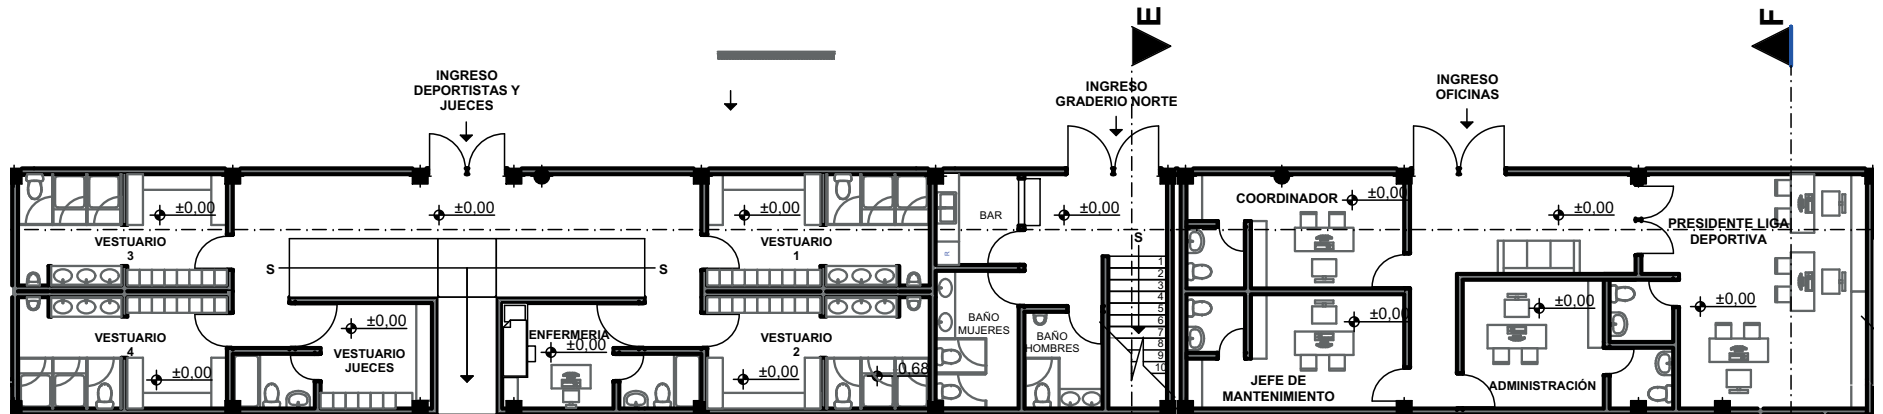 E
F
INGRESO
DEPORTISTAS Y
JUECES
INGRESO
GRADERIO NORTE
INGRESO
OFICINAS
±0,00
±0,00
±0,00
BAR
±0,00
COORDINADOR
±0,00
±0,00
PRESIDENTE LIGA
DEPORTIVA
VESTUARIO
3
VESTUARIO
1
S
S
S
R
1
2
3
4
5
6
7
8
9
10
±0,00
±0,00
VESTUARIO
4
±0,00
VESTUARIO
JUECES
ENFERMERIA
±0,00
VESTUARIO
2
BAÑO
MUJERES
BAÑO
HOMBRES
±0,00
±0,00
±0,00
±0,00
-0,68
JEFE DE
MANTENIMIENTO
ADMINISTRACIÓN